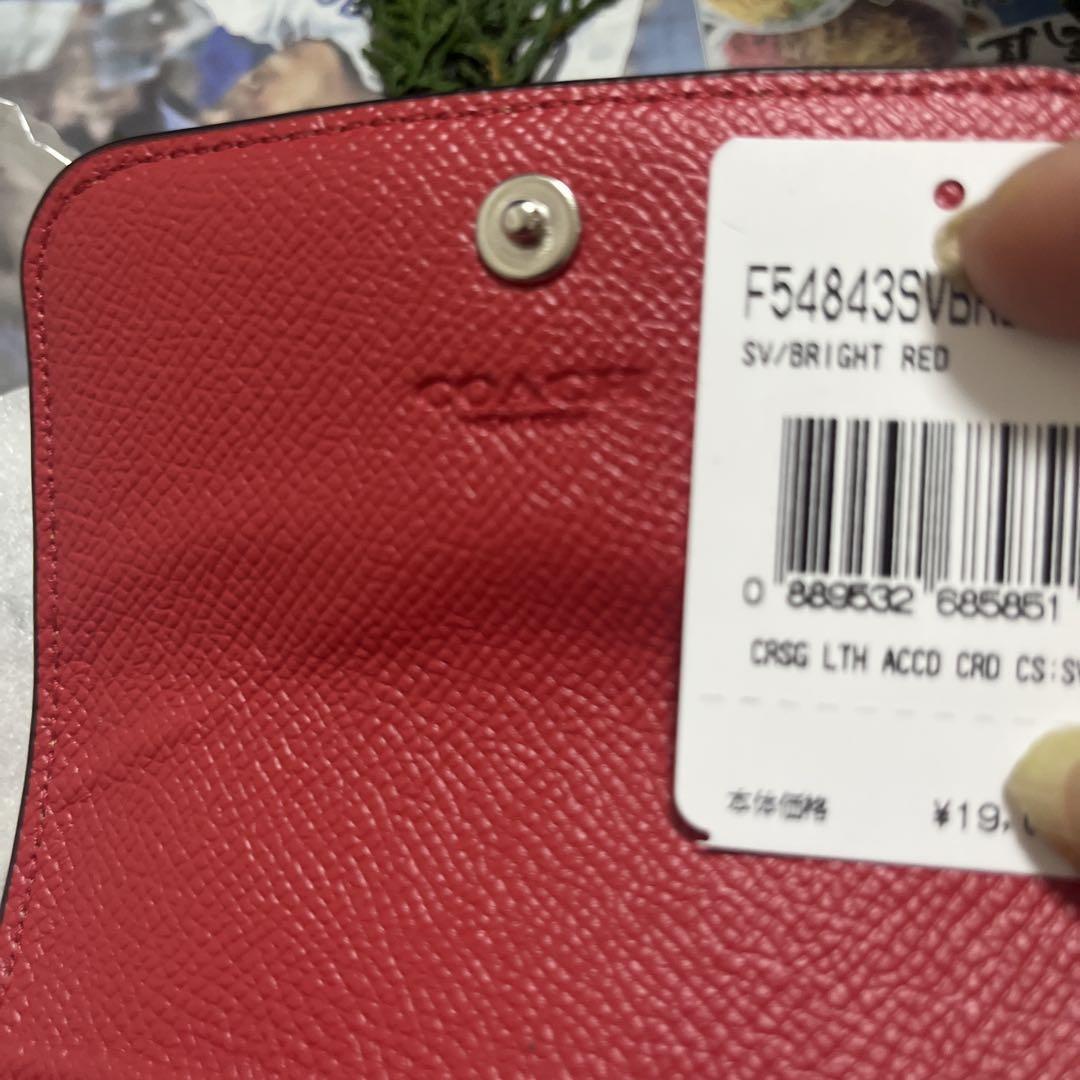 COACH
F54843SVBR
SV/BRIGHT RED
0 889532 685851
CRSG LTH ACCD CRD CS:SV
本体価格
¥19,